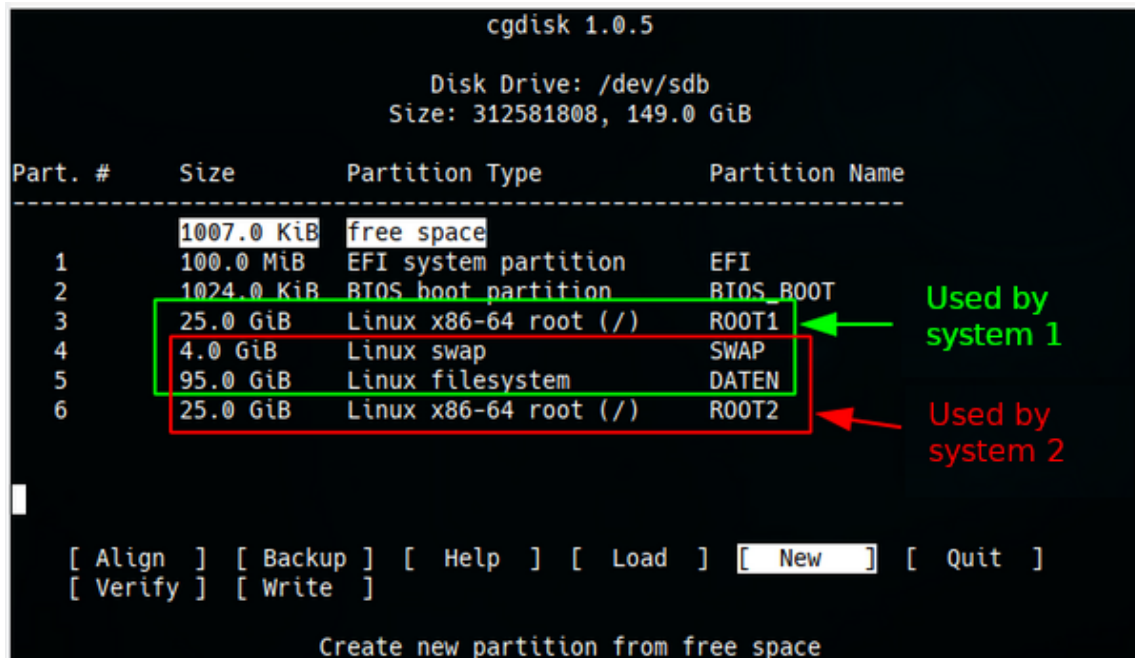 cgdisk 1.0.5
Disk Drive: /dev/sdb
Size: 312581808, 149.0 GiB
Part. # Size Partition Type Partition Name
----------------------------------------------------------------
1007.0 KiB free space
1 100.0 MiB EFI system partition EFI
2 1024.0 KiB BIOS boot partition BIOS_BOOT
3 25.0 GiB Linux x86-64 root (/) ROOT1
4 4.0 GiB Linux swap SWAP
5 95.0 GiB Linux filesystem DATEN
6 25.0 GiB Linux x86-64 root (/) ROOT2
Used by
system 1
Used by
system 2
[ Align ] [ Backup ] [ Help ] [ Load ] [ New ] [ Quit ]
[ Verify ] [ Write ]
Create new partition from free space